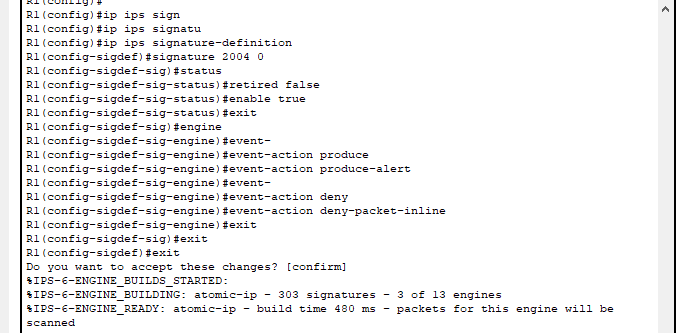 R1(config)#
R1(config)#ip ips sign
R1(config)#ip ips signatu
R1(config)#ip ips signature-definition
R1(config-sigdef)#signature 2004 0
R1(config-sigdef-sig)#status
R1(config-sigdef-sig-status)#retired false
R1(config-sigdef-sig-status)#enable true
R1(config-sigdef-sig-status)#exit
R1(config-sigdef-sig)#engine
R1(config-sigdef-sig-engine)#event-
R1(config-sigdef-sig-engine)#event-action produce
R1(config-sigdef-sig-engine)#event-action produce-alert
R1(config-sigdef-sig-engine)#event-
R1(config-sigdef-sig-engine)#event-action deny
R1(config-sigdef-sig-engine)#event-action deny-packet-inline
R1(config-sigdef-sig-engine)#exit
R1(config-sigdef-sig)#exit
R1(config-sigdef)#exit
Do you want to accept these changes? [confirm]
%IPS-6-ENGINE_BUILDS_STARTED:
%IPS-6-ENGINE_BUILDING: atomic-ip - 303 signatures - 3 of 13 engines
%IPS-6-ENGINE_READY: atomic-ip - build time 480 ms - packets for this engine will be
scanned